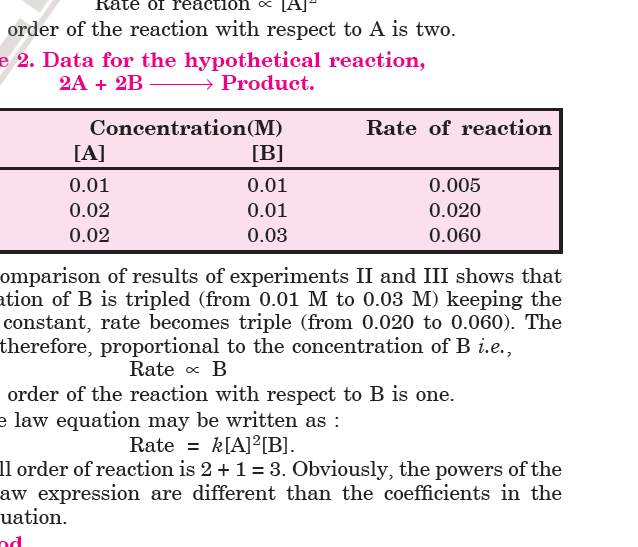 Rate of reaction ∝ [A]²
order of the reaction with respect to A is two.
e 2. Data for the hypothetical reaction,
2A + 2B ⟶ Product.
Concentration(M) Rate of reaction
[A] [B]
0.01 0.01 0.005
0.02 0.01 0.020
0.02 0.03 0.060
omparison of results of experiments II and III shows that
ation of B is tripled (from 0.01 M to 0.03 M) keeping the
constant, rate becomes triple (from 0.020 to 0.060). The
therefore, proportional to the concentration of B i.e.,
Rate ∝ B
order of the reaction with respect to B is one.
e law equation may be written as :
Rate = k[A]²[B].
ll order of reaction is 2 + 1 = 3. Obviously, the powers of the
aw expression are different than the coefficients in the
uation.
od